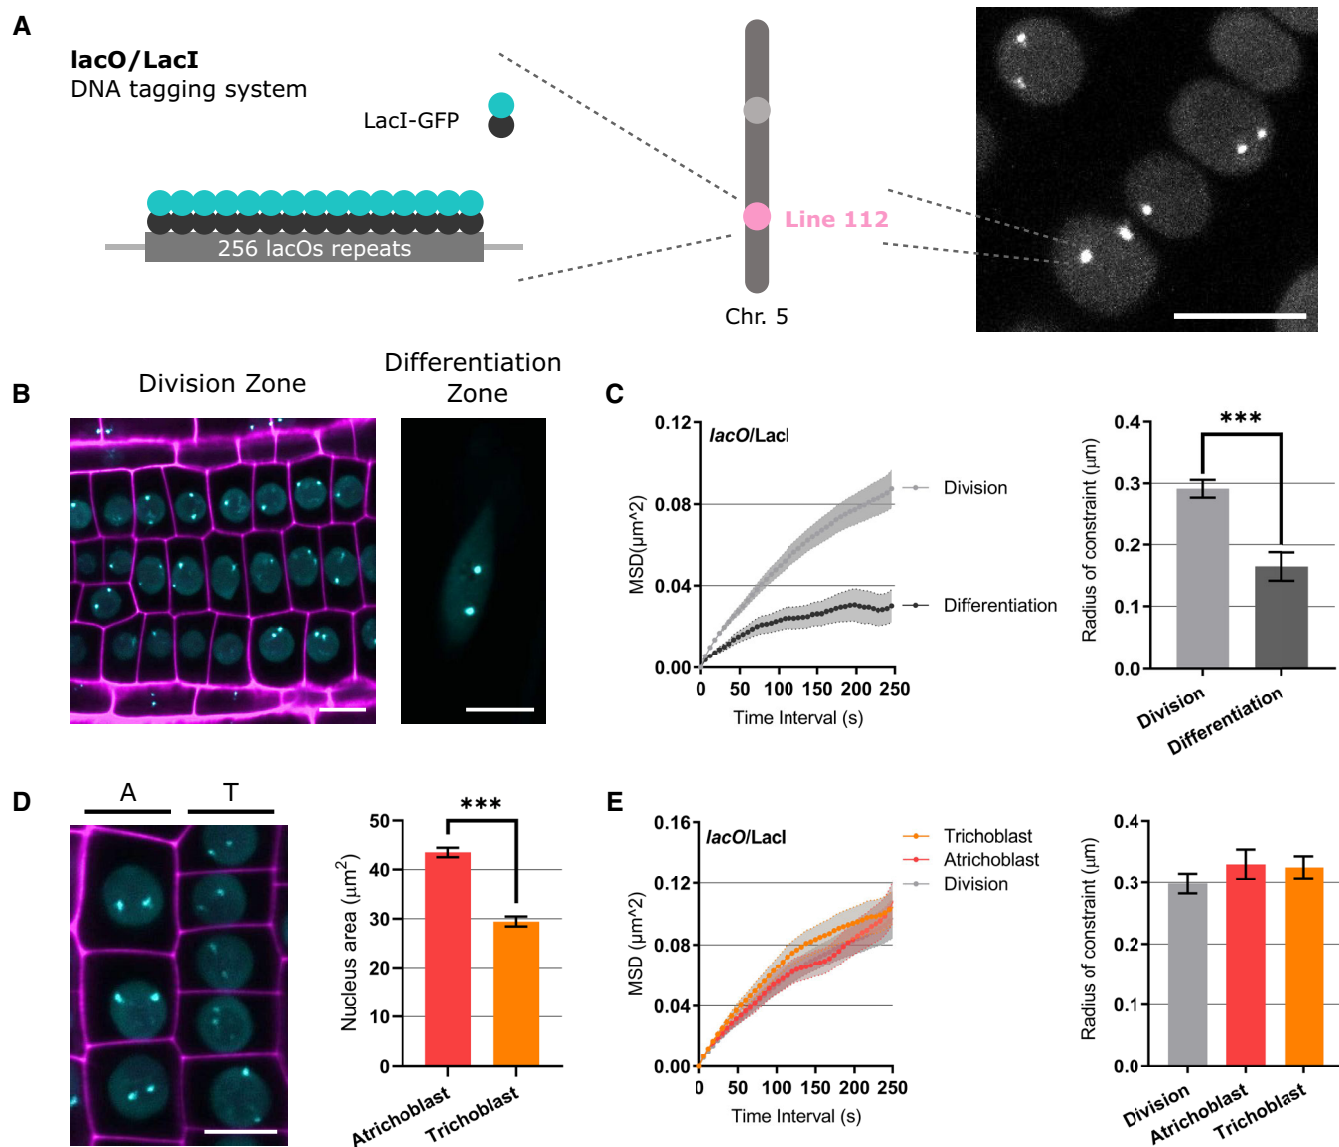 A
lacO/LacI
DNA tagging system
LacI-GFP
256 lacOs repeats
Line 112
Chr. 5
B
Division Zone
Differentiation
Zone
C
lacO/LacI
0.12
0.08
0.04
0.00
MSD(μm^2)
0 50 100 150 200 250
Time Interval (s)
Division
Differentiation
***
0.4
0.3
0.2
0.1
0.0
Radius of constraint (μm)
Division
Differentiation
D
A T
***
50
40
30
20
10
0
Nucleus area (μm²)
Atrichoblast
Trichoblast
E
lacO/LacI
0.16
0.12
0.08
0.04
0.00
MSD (μm^2)
0 50 100 150 200 250
Time Interval (s)
Trichoblast
Atrichoblast
Division
0.4
0.3
0.2
0.1
0.0
Radius of constraint (μm)
Division
Atrichoblast
Trichoblast